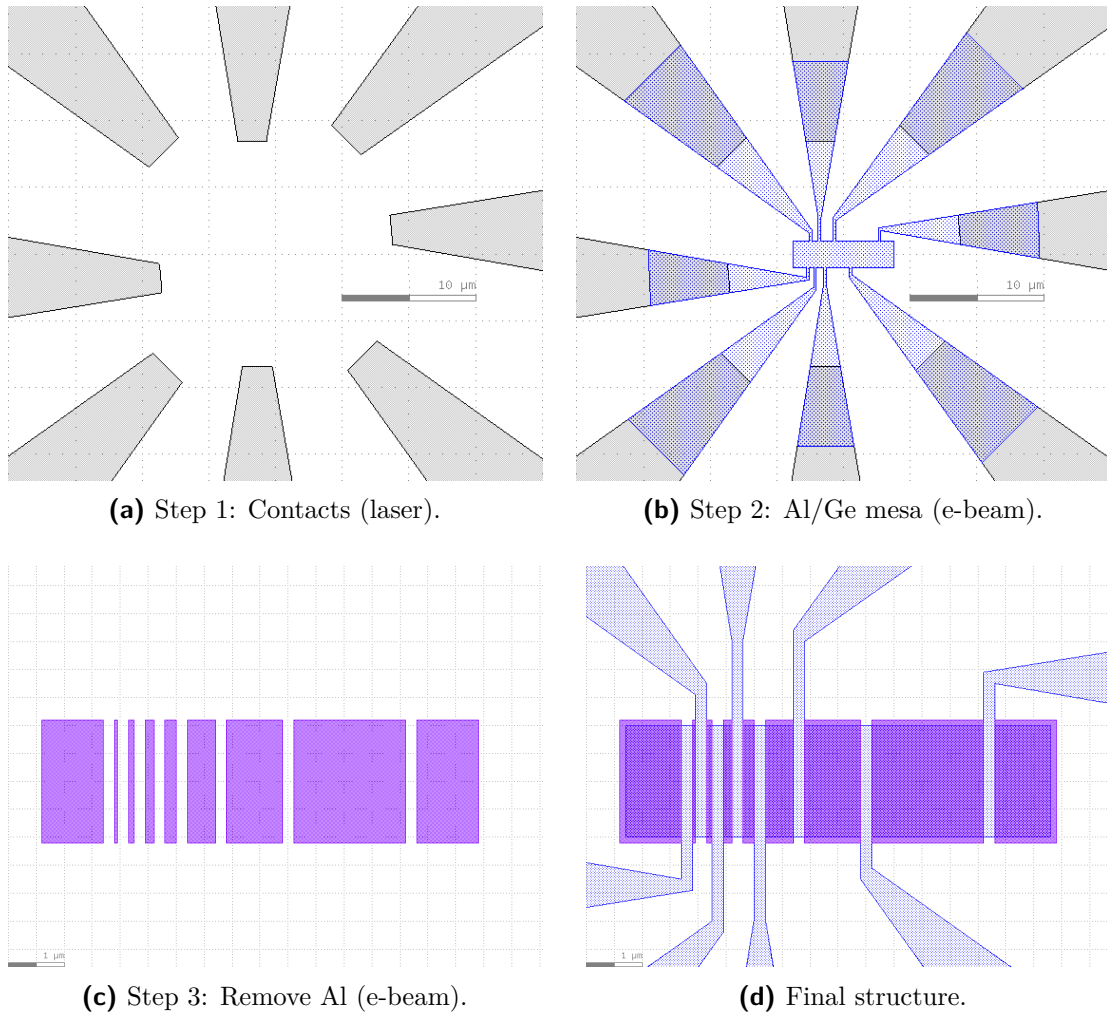 10 µm
10 µm
(a) Step 1: Contacts (laser).
(b) Step 2: Al/Ge mesa (e-beam).
1 µm
1 µm
(c) Step 3: Remove Al (e-beam).
(d) Final structure.